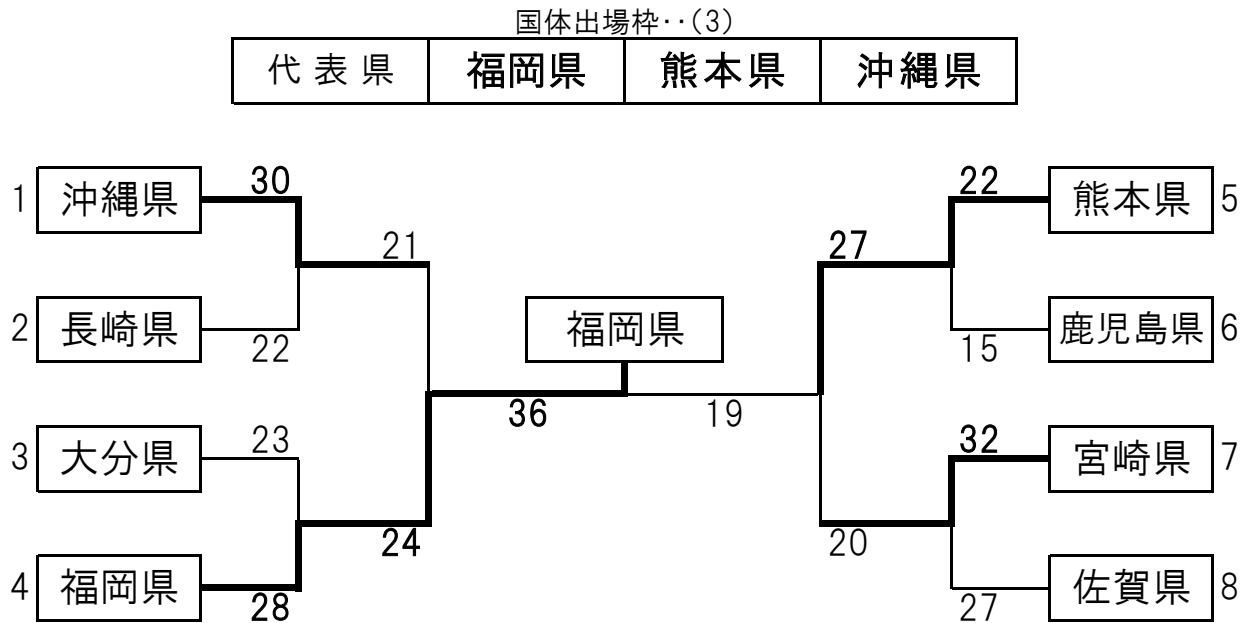 国体出場枠‥(3)
代表県 福岡県 熊本県 沖縄県
1 沖縄県 30 22 熊本県 5
21 27
2 長崎県 22 福岡県 15 鹿児島県 6
36 19
3 大分県 23 32 宮崎県 7
24 20
4 福岡県 28 27 佐賀県 8